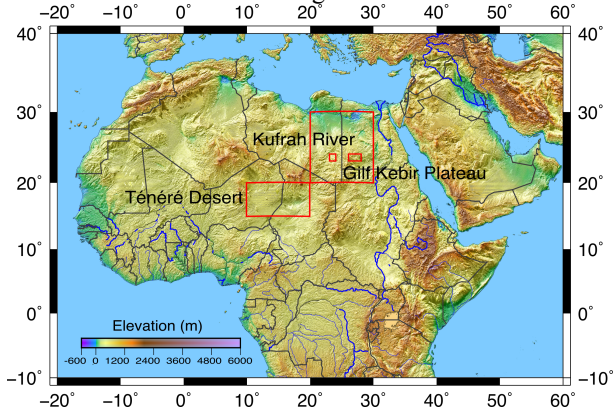 −20° −10° 0° 10° 20° 30° 40° 50° 60°
40° 40°
30° 30°
Kufrah River
Gilf Kebir Plateau
20° 20°
Ténéré Desert
10° 10°
0° 0°
Elevation (m)
-600 0 1200 2400 3600 4800 6000
−10° −10°
−20° −10° 0° 10° 20° 30° 40° 50° 60°